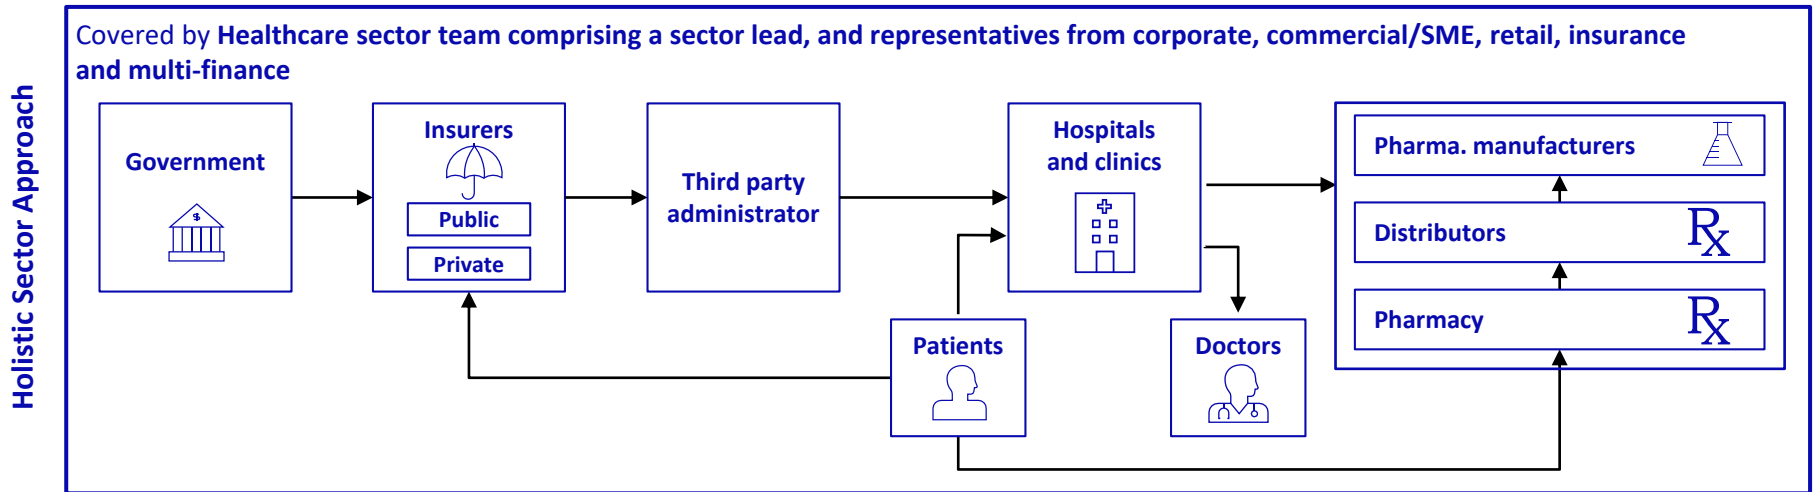 Holistic Sector Approach
Covered by Healthcare sector team comprising a sector lead, and representatives from corporate, commercial/SME, retail, insurance
and multi-finance
Government
$
Insurers
Public
Private
Third party
administrator
Hospitals
and clinics
Patients
Doctors
Pharma. manufacturers
Distributors
Rx
Pharmacy
Rx